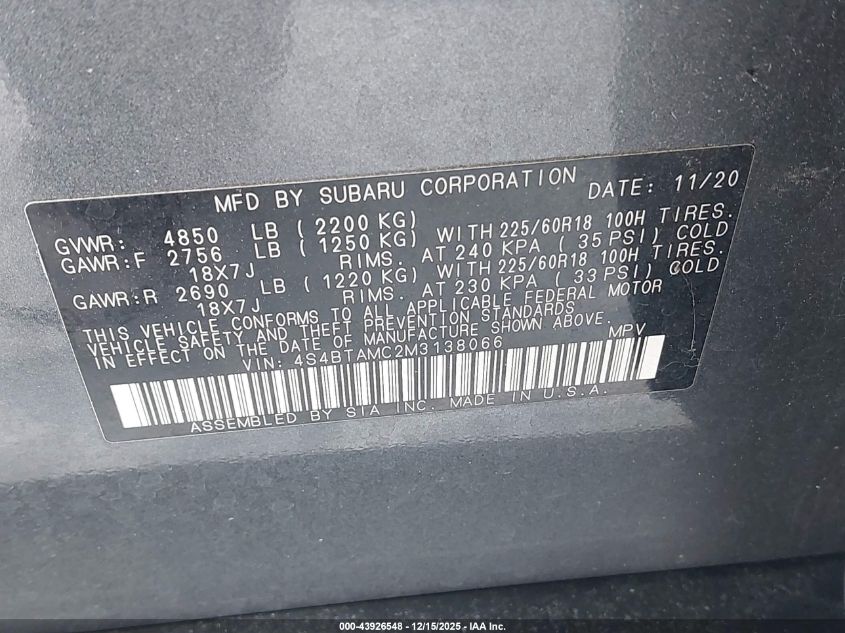 MFD BY SUBARU CORPORATION DATE: 11/20
GVWR: 4850 LB ( 2200 KG)
GAWR:F 2756 LB ( 1250 KG) WITH 225/60R18 100H TIRES.
18X7J RIMS. AT 240 KPA ( 35 PSI) COLD
GAWR:R 2690 LB ( 1220 KG) WITH 225/60R18 100H TIRES.
18X7J RIMS. AT 230 KPA ( 33 PSI) COLD
THIS VEHICLE CONFORMS TO ALL APPLICABLE FEDERAL MOTOR
VEHICLE SAFETY AND THEFT PREVENTION STANDARDS
IN EFFECT ON THE DATE OF MANUFACTURE SHOWN ABOVE.
VIN: 4S4BTAMC2M3138066 MPV
ASSEMBLED BY SIA INC. MADE IN U.S.A.
000-43926548 - 12/15/2025 - IAA Inc.